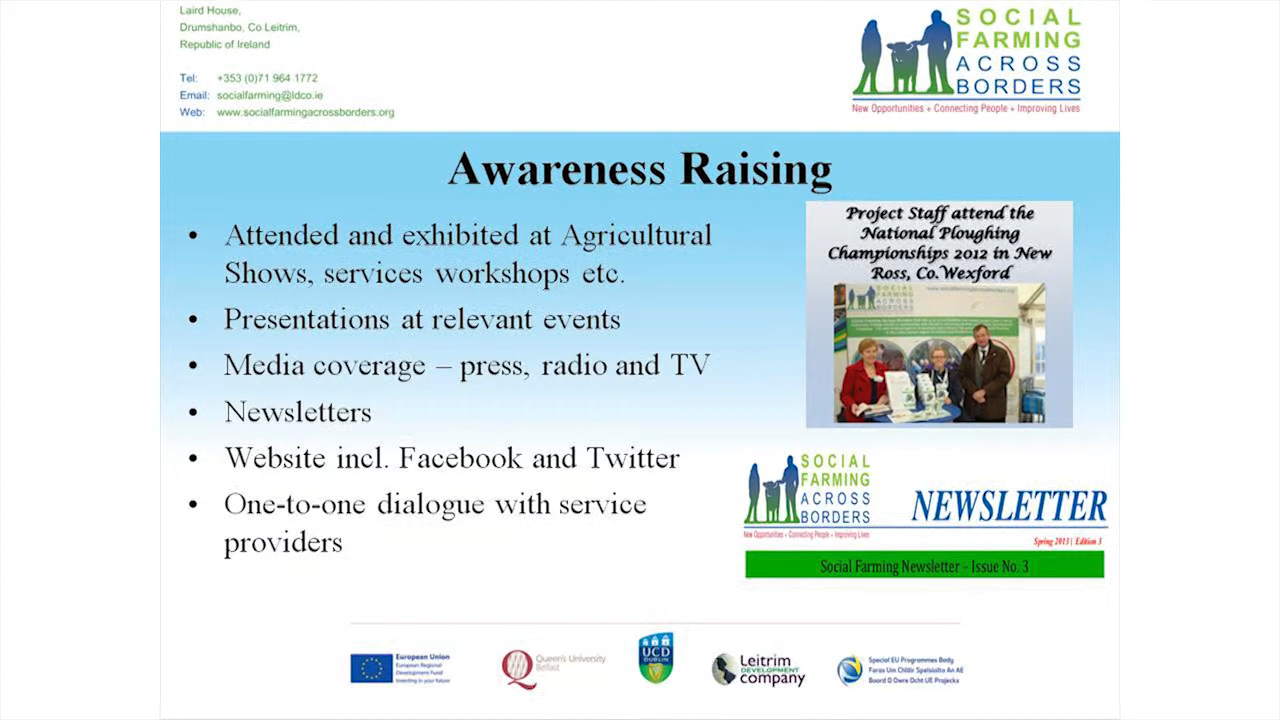 Laird House,
Drumshanbo, Co Leitrim,
Republic of Ireland
Tel: +353 (0)71 964 1772
Email: socialfarming@ldco.ie
Web: www.socialfarmingacrossborders.org
SOCIAL
FARMING
ACROSS
BORDERS
New Opportunities + Connecting People + Improving Lives
Awareness Raising
• Attended and exhibited at Agricultural
Shows, services workshops etc.
• Presentations at relevant events
• Media coverage – press, radio and TV
• Newsletters
• Website incl. Facebook and Twitter
• One-to-one dialogue with service
providers
Project Staff attend the
National Ploughing
Championships 2012 in New
Ross, Co.Wexford
SOCIAL
FARMING
ACROSS
BORDERS
SOCIAL
FARMING
ACROSS
BORDERS
New Opportunities + Connecting People + Improving Lives
NEWSLETTER
Spring 2013 | Edition 3
Social Farming Newsletter – Issue No. 3
European Union
European Regional
Development Fund
Investing in your future
Queen's University
Belfast
UCD
DUBLIN
Leitrim
DEVELOPMENT
company
Special EU Programmes Body
Foras Um Chláir Speisialta An AE
Boord O Owre Ocht UE Projecks